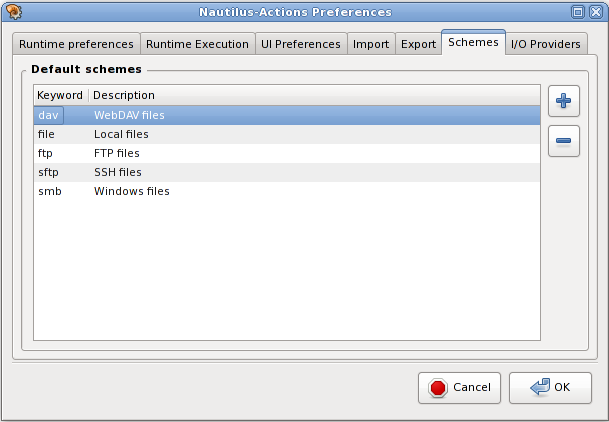 Nautilus-Actions Preferences
Runtime preferences Runtime Execution UI Preferences Import Export Schemes I/O Providers
Default schemes
Keyword Description
dav WebDAV files
file Local files
ftp FTP files
sftp SSH files
smb Windows files
Cancel OK